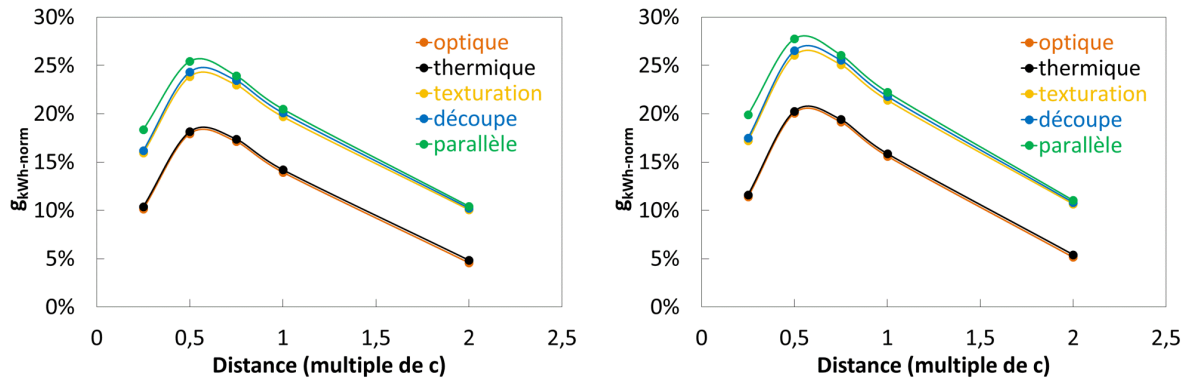 30%
25%
20%
15%
10%
5%
0%
g kWh-norm
0
0,5
1
1,5
2
2,5
Distance (multiple de c)
optique
thermique
texturation
découpe
parallèle
30%
25%
20%
15%
10%
5%
0%
g kWh-norm
0
0,5
1
1,5
2
2,5
Distance (multiple de c)
optique
thermique
texturation
découpe
parallèle